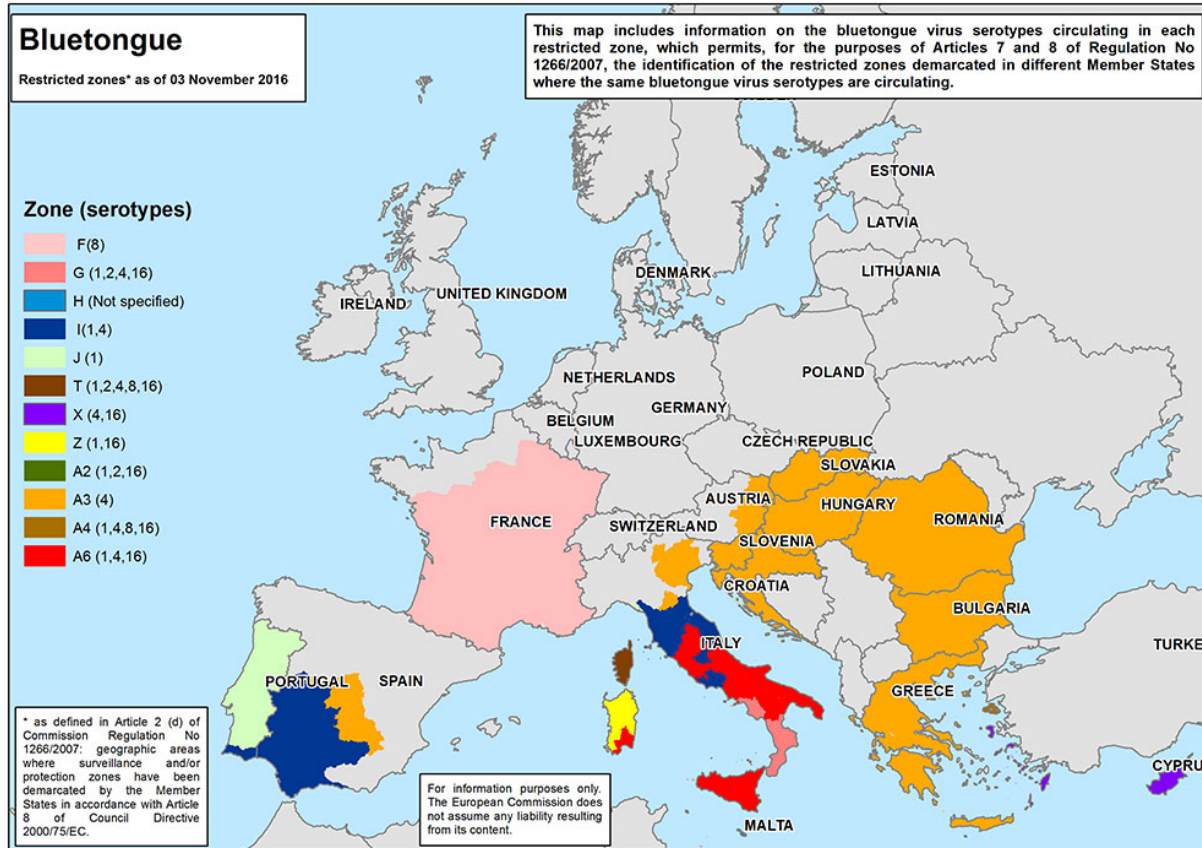 Bluetongue
Restricted zones* as of 03 November 2016
This map includes information on the bluetongue virus serotypes circulating in each
restricted zone, which permits, for the purposes of Articles 7 and 8 of Regulation No
1266/2007, the identification of the restricted zones demarcated in different Member States
where the same bluetongue virus serotypes are circulating.
Zone (serotypes)
F(8)
G (1,2,4,16)
H (Not specified)
I(1,4)
J (1)
T (1,2,4,8,16)
X (4,16)
Z (1,16)
A2 (1,2,16)
A3 (4)
A4 (1,4,8,16)
A6 (1,4,16)
ESTONIA
LATVIA
LITHUANIA
DENMARK
IRELAND
UNITED KINGDOM
NETHERLANDS
POLAND
GERMANY
BELGIUM
LUXEMBOURG
CZECH REPUBLIC
SLOVAKIA
AUSTRIA
HUNGARY
FRANCE
SWITZERLAND
ROMANIA
SLOVENIA
CROATIA
BULGARIA
ITALY
TURKE
PORTUGAL
SPAIN
GREECE
CYPRU
MALTA
* as defined in Article 2 (d) of
Commission Regulation No
1266/2007: geographic areas
where surveillance and/or
protection zones have been
demarcated by the Member
States in accordance with Article
8 of Council Directive
2000/75/EC.
For information purposes only.
The European Commission does
not assume any liability resulting
from its content.